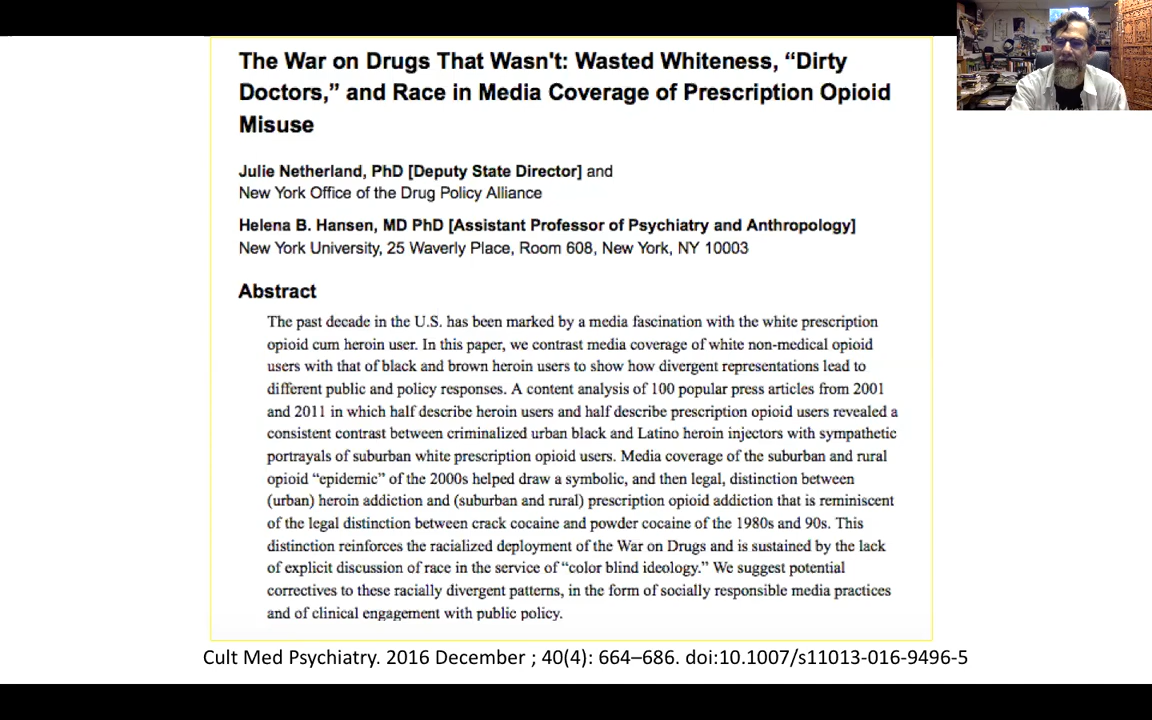 The War on Drugs That Wasn't: Wasted Whiteness, “Dirty
Doctors,” and Race in Media Coverage of Prescription Opioid
Misuse
Julie Netherland, PhD [Deputy State Director] and
New York Office of the Drug Policy Alliance
Helena B. Hansen, MD PhD [Assistant Professor of Psychiatry and Anthropology]
New York University, 25 Waverly Place, Room 608, New York, NY 10003
Abstract
The past decade in the U.S. has been marked by a media fascination with the white prescription
opioid cum heroin user. In this paper, we contrast media coverage of white non-medical opioid
users with that of black and brown heroin users to show how divergent representations lead to
different public and policy responses. A content analysis of 100 popular press articles from 2001
and 2011 in which half describe heroin users and half describe prescription opioid users revealed a
consistent contrast between criminalized urban black and Latino heroin injectors with sympathetic
portrayals of suburban white prescription opioid users. Media coverage of the suburban and rural
opioid “epidemic” of the 2000s helped draw a symbolic, and then legal, distinction between
(urban) heroin addiction and (suburban and rural) prescription opioid addiction that is reminiscent
of the legal distinction between crack cocaine and powder cocaine of the 1980s and 90s. This
distinction reinforces the racialized deployment of the War on Drugs and is sustained by the lack
of explicit discussion of race in the service of “color blind ideology.” We suggest potential
correctives to these racially divergent patterns, in the form of socially responsible media practices
and of clinical engagement with public policy.
Cult Med Psychiatry. 2016 December ; 40(4): 664–686. doi:10.1007/s11013-016-9496-5